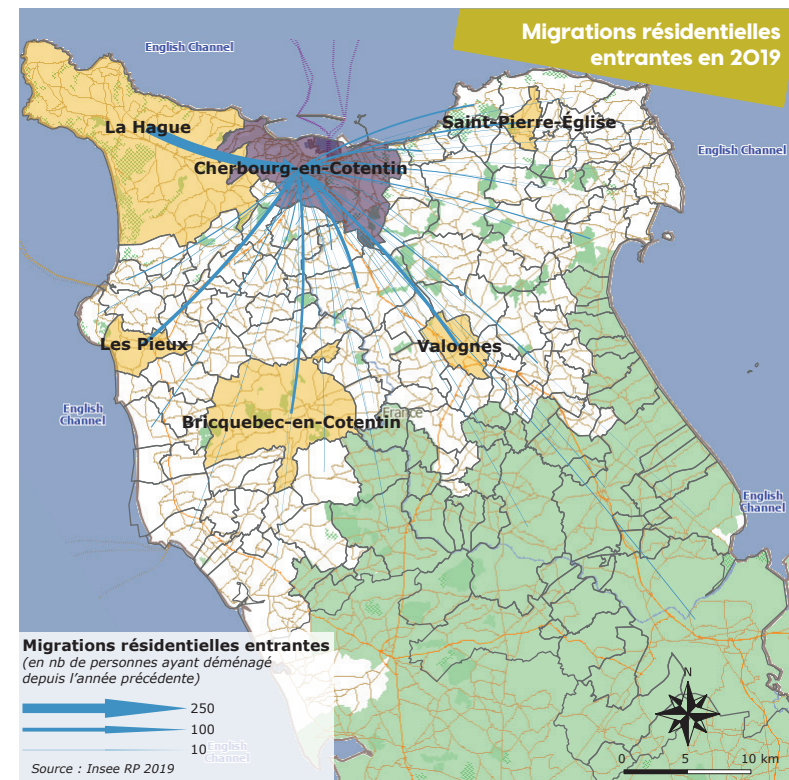 Migrations résidentielles
entrantes en 2019
English Channel
La Hague
Saint-Pierre-Église
English Channel
Cherbourg-en-Cotentin
Les Pieux
Valognes
English
Channel
France
Bricquebec-en-Cotentin
English
Channel
Migrations résidentielles entrantes
(en nb de personnes ayant déménagé
depuis l’année précédente)
250
100
10
English
Channel
Source : Insee RP 2019
N
0 5 10 km